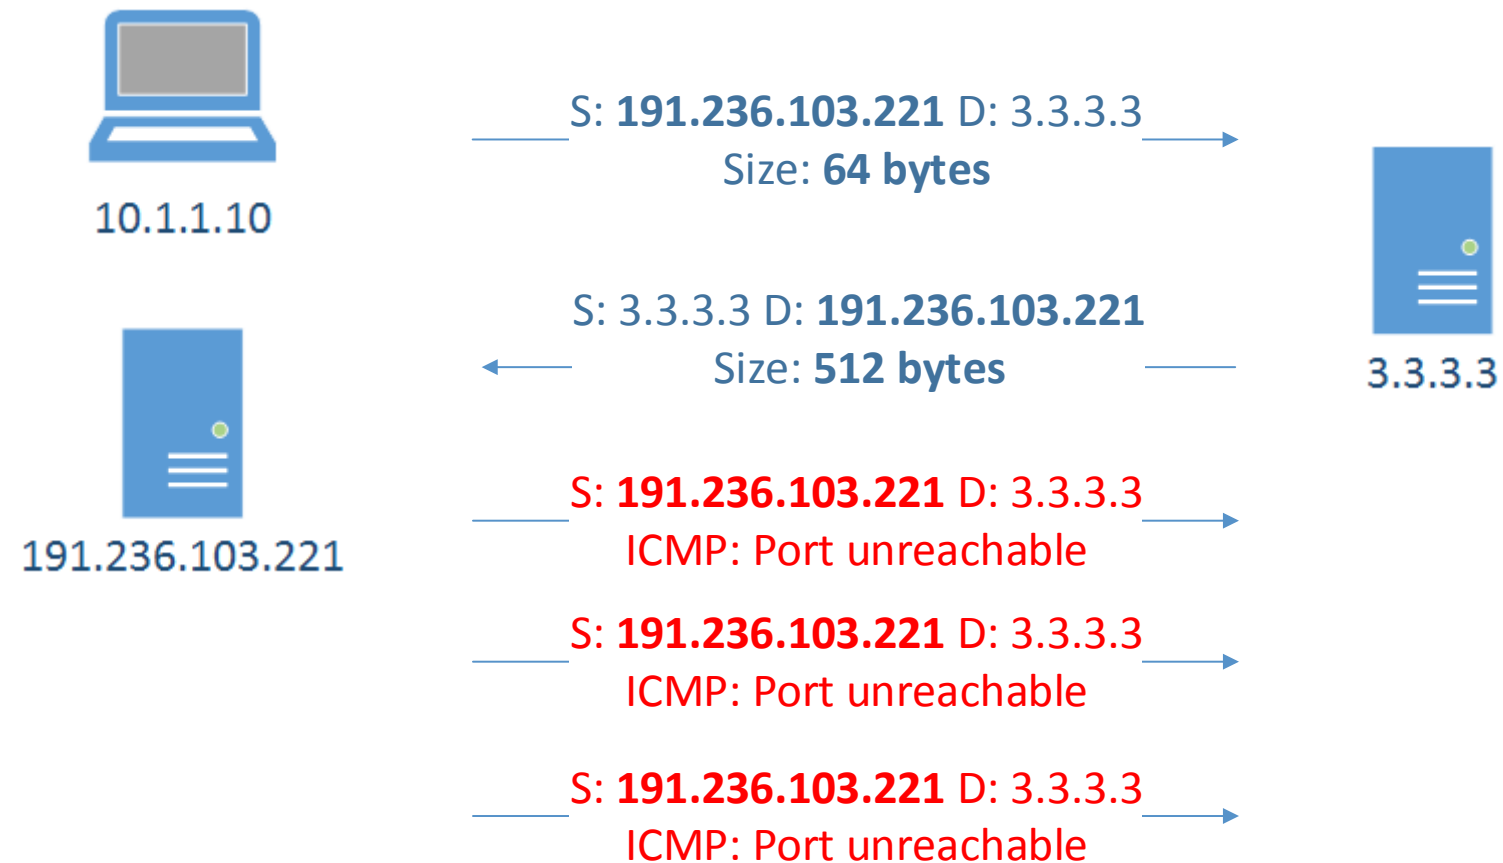 S: 191.236.103.221 D: 3.3.3.3
Size: 64 bytes
10.1.1.10
S: 3.3.3.3 D: 191.236.103.221
Size: 512 bytes
3.3.3.3
S: 191.236.103.221 D: 3.3.3.3
ICMP: Port unreachable
191.236.103.221
S: 191.236.103.221 D: 3.3.3.3
ICMP: Port unreachable
S: 191.236.103.221 D: 3.3.3.3
ICMP: Port unreachable